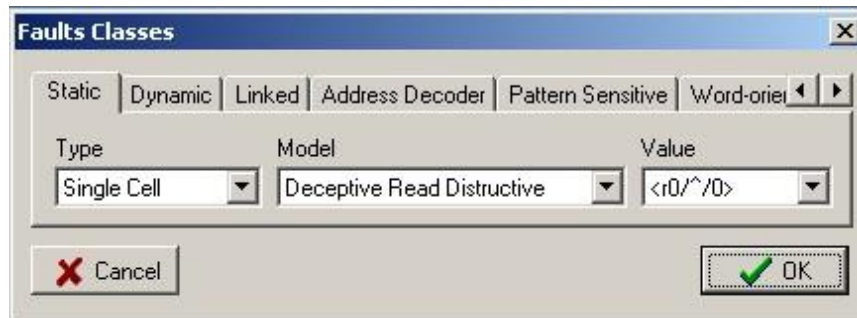 Faults Classes
Static Dynamic Linked Address Decoder Pattern Sensitive Word-orie
Type Model Value
Single Cell Deceptive Read Distructive <r0/^/0>
Cancel OK